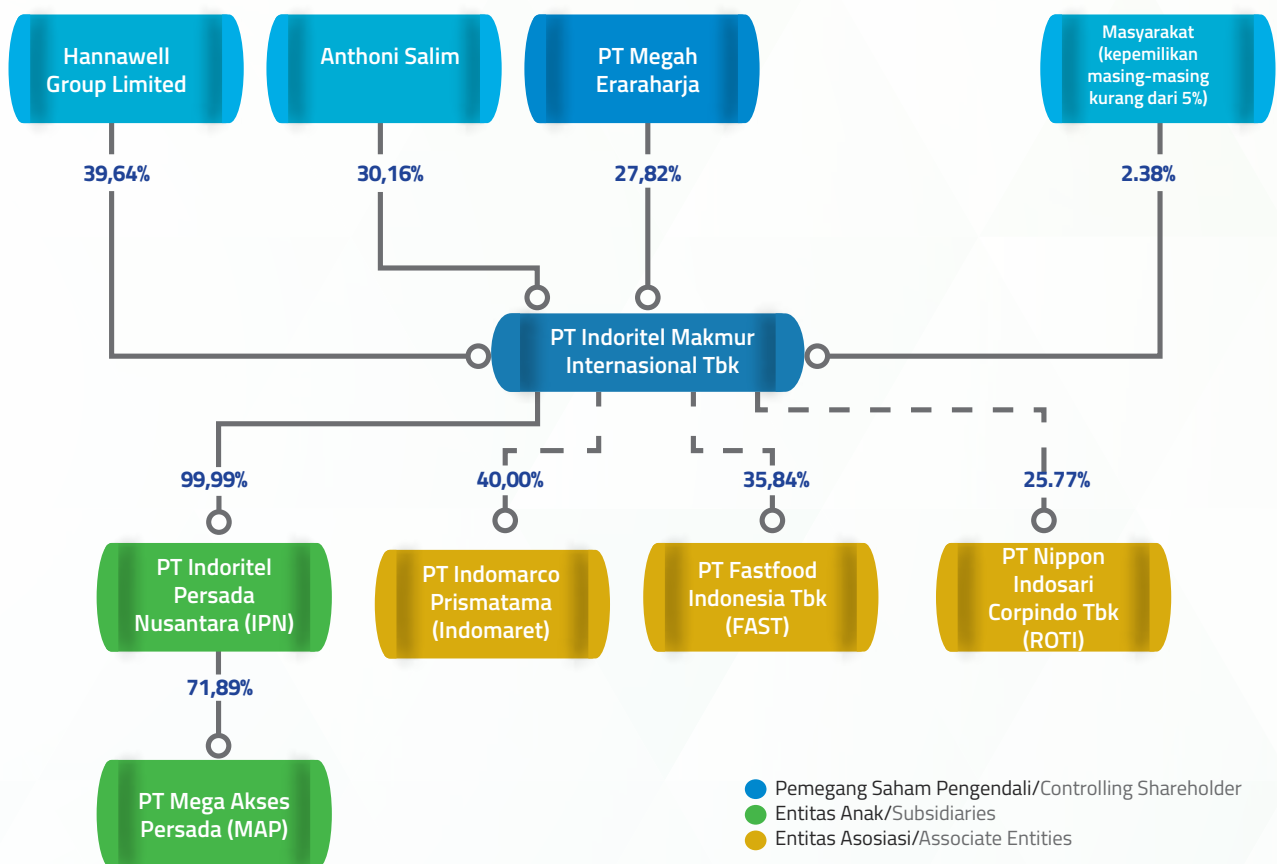 Hannawell
Group Limited
Anthoni Salim
PT Megah
Eraraharja
Masyarakat
(kepemilikan
masing-masing
kurang dari 5%)
39,64%
30,16%
27,82%
2.38%
PT Indoritel Makmur
Internasional Tbk
99,99%
40,00%
35,84%
25.77%
PT Indoritel
Persada
Nusantara (IPN)
PT Indomarco
Prismatama
(Indomaret)
PT Fastfood
Indonesia Tbk
(FAST)
PT Nippon
Indosari
Corpindo Tbk
(ROTI)
71,89%
PT Mega Akses
Persada (MAP)
Pemegang Saham Pengendali/Controlling Shareholder
Entitas Anak/Subsidiaries
Entitas Asosiasi/Associate Entities